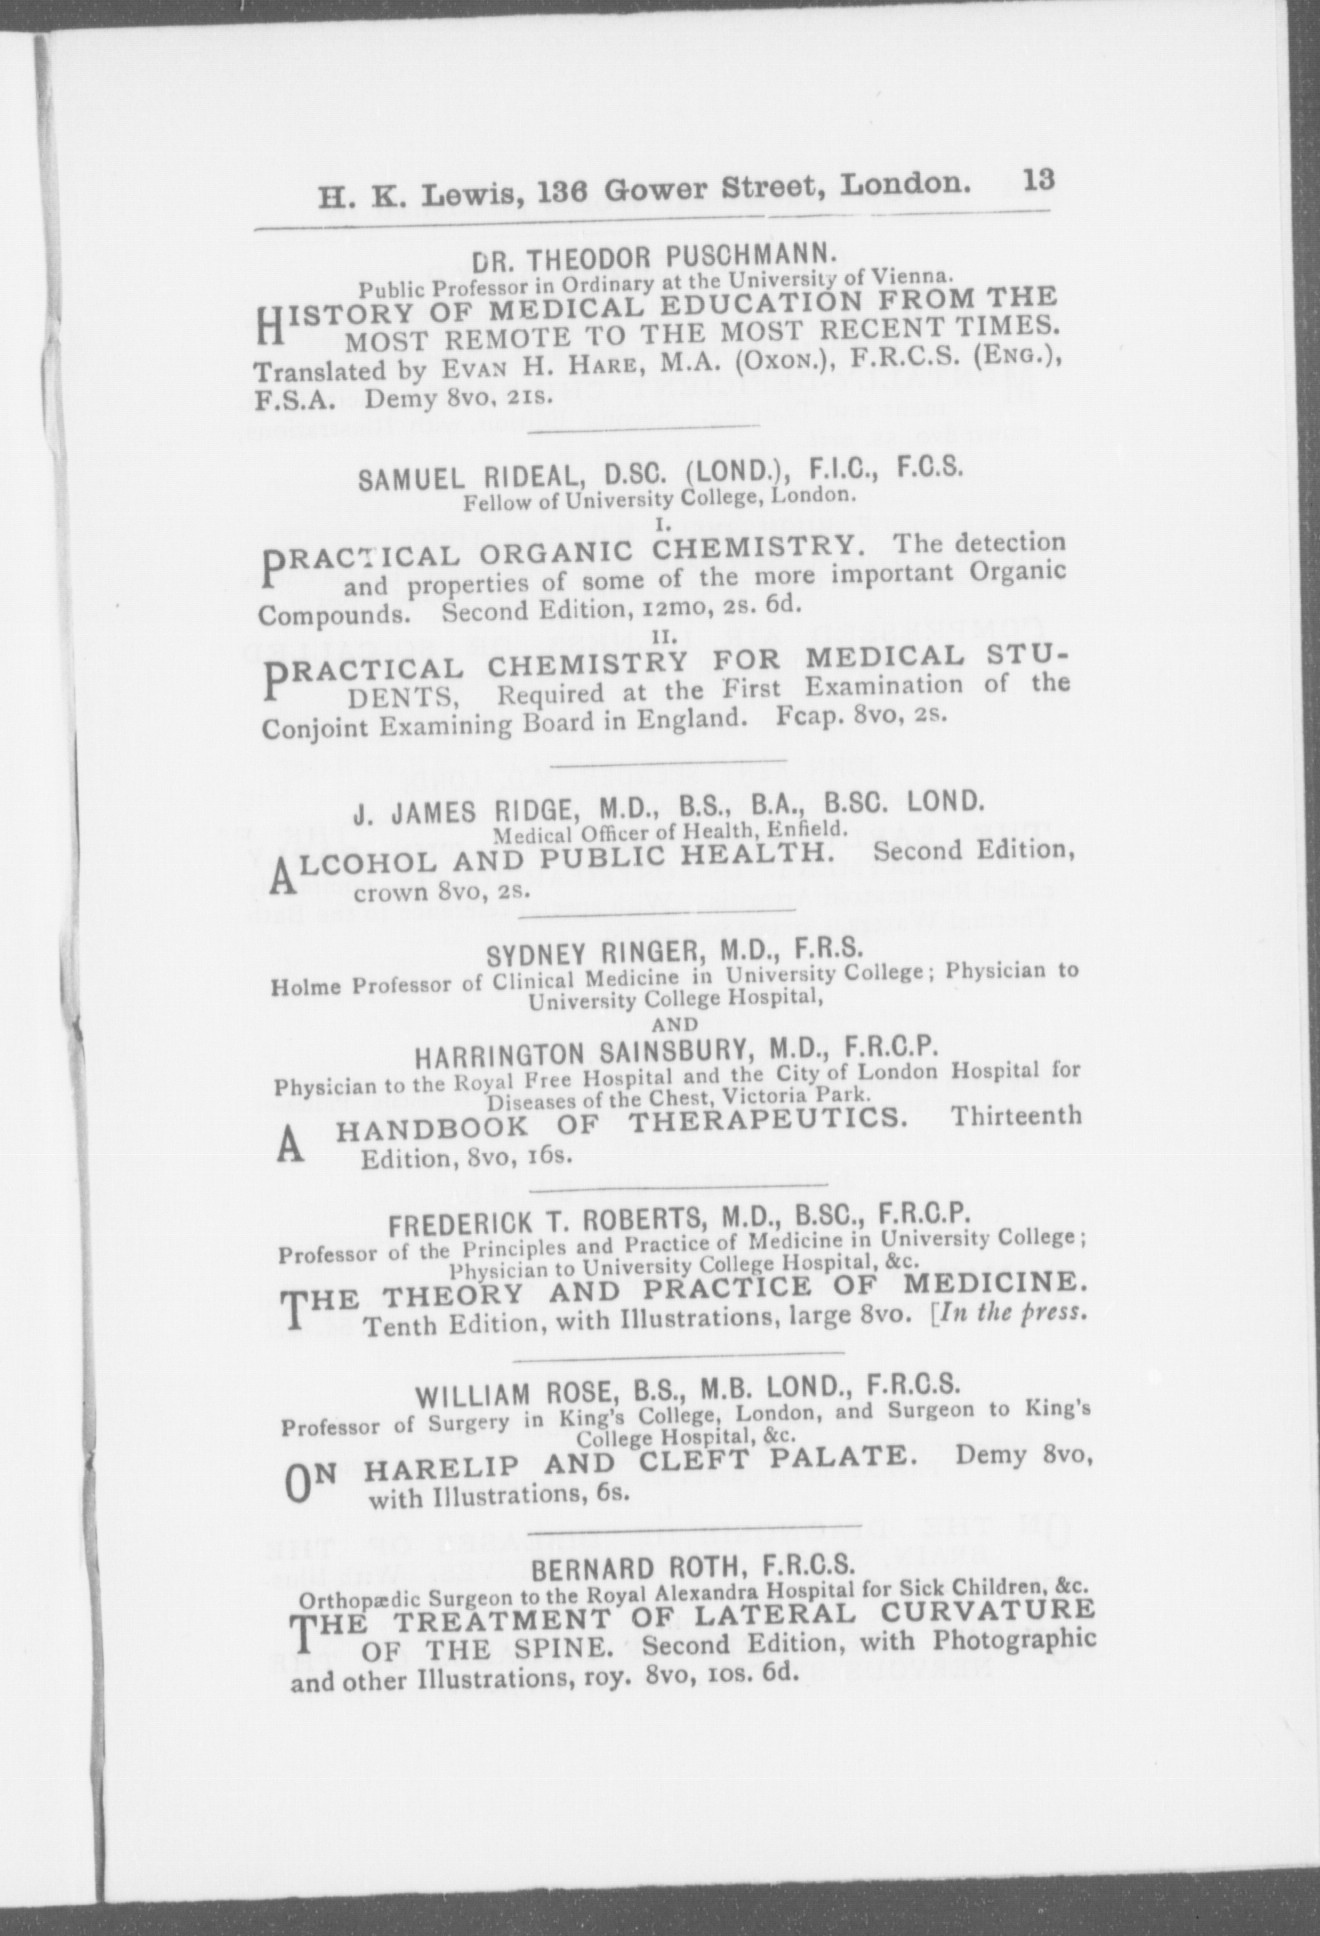 H. K. Lewis, 136 Gower Street, London. 13
DR. THEODOR PUSCHMANN.
Public Professor in Ordinary at the University of Vienna.
HISTORY OF MEDICAL EDUCATION FROM THE
MOST REMOTE TO THE MOST RECENT TIMES.
Translated by EVAN H. HARE, M.A. (OXON.), F.R.C.S. (ENG.),
F.S.A. Demy 8vo, 21s.
SAMUEL RIDEAL, D.SC. (LOND.), F.I.C., F.C.S.
Fellow of University College, London.
I.
PRACTICAL ORGANIC CHEMISTRY. The detection
and properties of some of the more important Organic
Compounds. Second Edition, 12mo, 2s. 6d.
II.
PRACTICAL CHEMISTRY FOR MEDICAL STU-
DENTS, Required at the First Examination of the
Conjoint Examining Board in England. Fcap. 8vo, 2s.
J. JAMES RIDGE, M.D., B.S., B.A., B.SC. LOND.
Medical Officer of Health, Enfield.
ALCOHOL AND PUBLIC HEALTH. Second Edition,
crown 8vo, 2s.
SYDNEY RINGER, M.D., F.R.S.
Holme Professor of Clinical Medicine in University College; Physician to
University College Hospital,
AND
HARRINGTON SAINSBURY, M.D., F.R.C.P.
Physician to the Royal Free Hospital and the City of London Hospital for
Diseases of the Chest, Victoria Park.
A HANDBOOK OF THERAPEUTICS. Thirteenth
Edition, 8vo, 16s.
FREDERICK T. ROBERTS, M.D., B.SC., F.R.C.P.
Professor of the Principles and Practice of Medicine in University College;
Physician to University College Hospital, &c.
THE THEORY AND PRACTICE OF MEDICINE.
Tenth Edition, with Illustrations, large 8vo. [In the press.
WILLIAM ROSE, B.S., M.B. LOND., F.R.C.S.
Professor of Surgery in King's College, London, and Surgeon to King's
College Hospital, &c.
ON HARELIP AND CLEFT PALATE. Demy 8vo,
with Illustrations, 6s.
BERNARD ROTH, F.R.C.S.
Orthopædic Surgeon to the Royal Alexandra Hospital for Sick Children, &c.
THE TREATMENT OF LATERAL CURVATURE
OF THE SPINE. Second Edition, with Photographic
and other Illustrations, roy. 8vo, 10s. 6d.